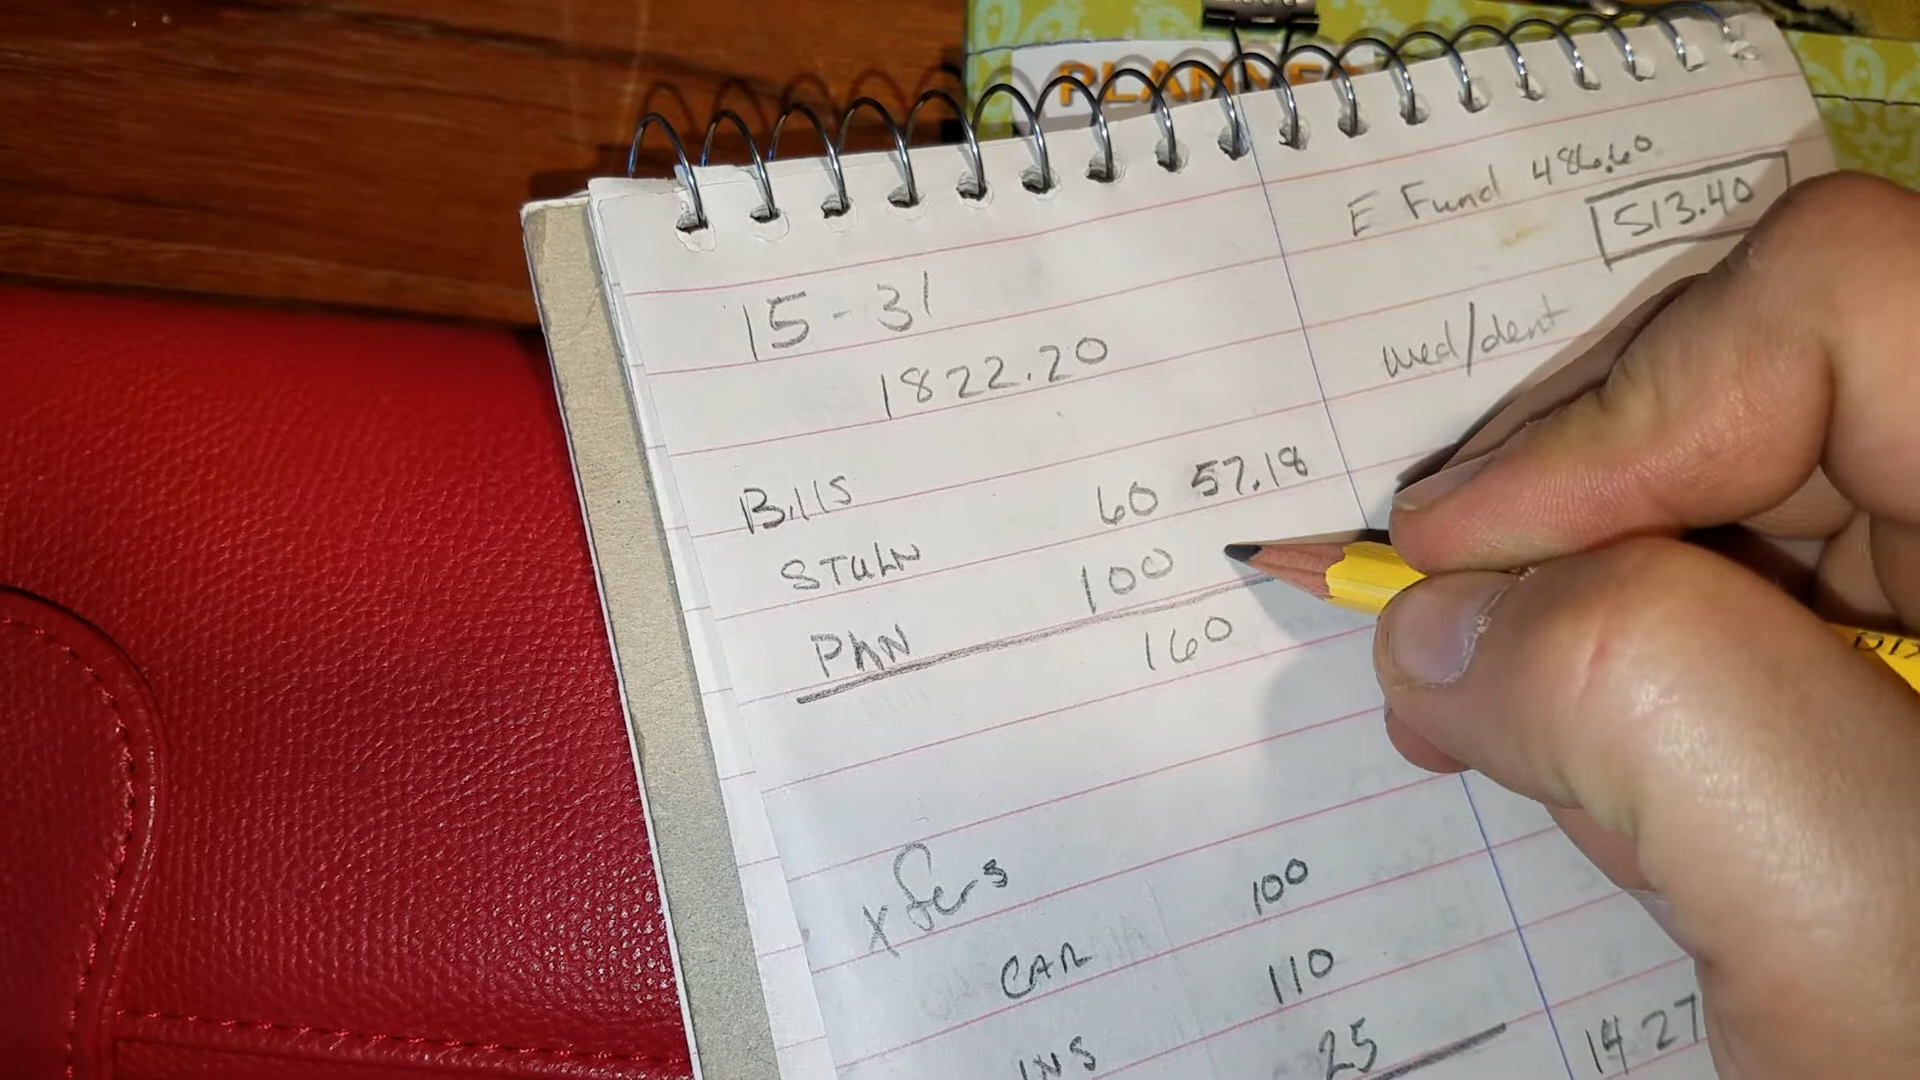 E Fund 486.60
513.40
15-31
1822.20
med/dent
Bills
STULN 60 57.18
PAN 100
160
xfers
CAR 100
INS 110
25
1427